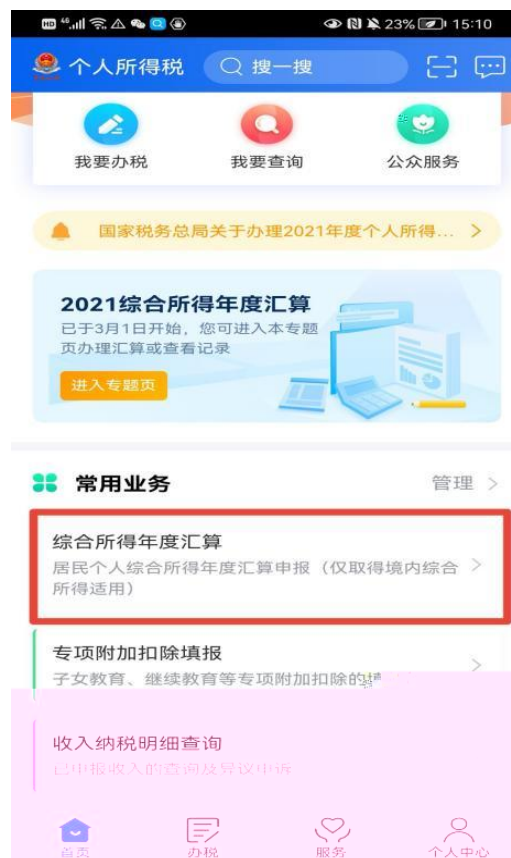 HD 46 23% 15:10
个人所得税 搜一搜
我要办税 我要查询 公众服务
国家税务总局关于办理2021年度个人所得... >
2021综合所得年度汇算
已于3月1日开始，您可进入本专题
页办理汇算或查看记录
进入专题页
常用业务 管理 >
综合所得年度汇算
居民个人综合所得年度汇算申报（仅取得境内综合 >
所得适用）
专项附加扣除填报
子女教育、继续教育等专项附加扣除的填 >
收入纳税明细查询
已申报收入的查询及异议申诉
首页 办税 服务 个人中心